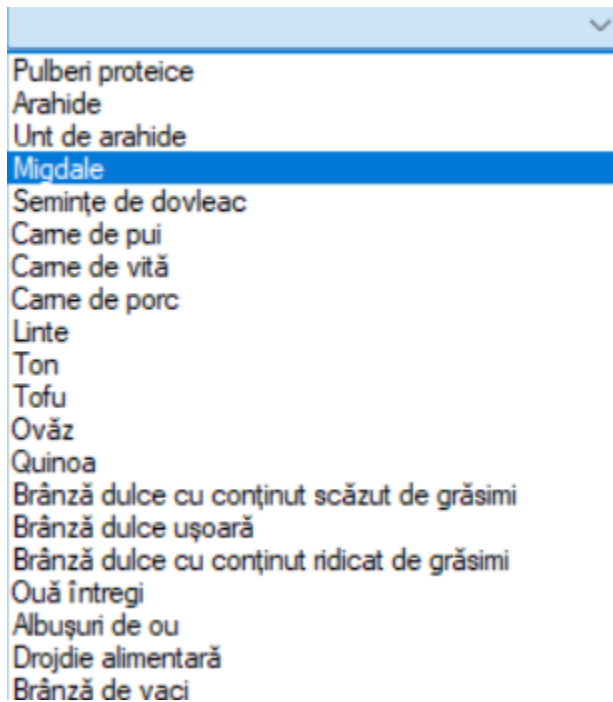 Pulberi proteice
Arahide
Unt de arahide
Migdale
Semințe de dovleac
Carne de pui
Carne de vită
Carne de porc
Linte
Ton
Tofu
Ovăz
Quinoa
Brânză dulce cu conținut scăzut de grăsimi
Brânză dulce ușoară
Brânză dulce cu conținut ridicat de grăsimi
Ouă întregi
Albușuri de ou
Drojdie alimentară
Brânză de vaci